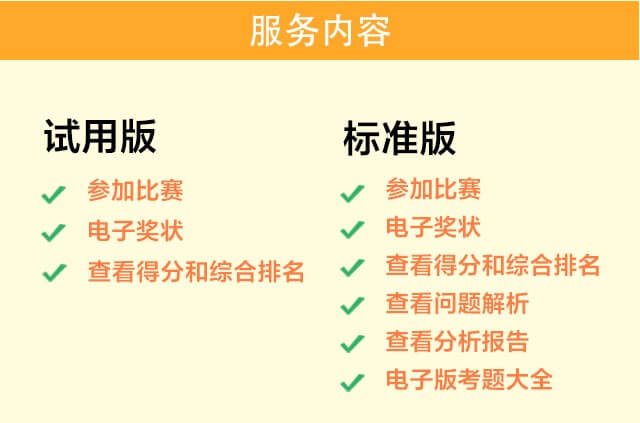 服务内容
试用版
参加比赛
电子奖状
查看得分和综合排名
标准版
参加比赛
电子奖状
查看得分和综合排名
查看问题解析
查看分析报告
电子版考题大全